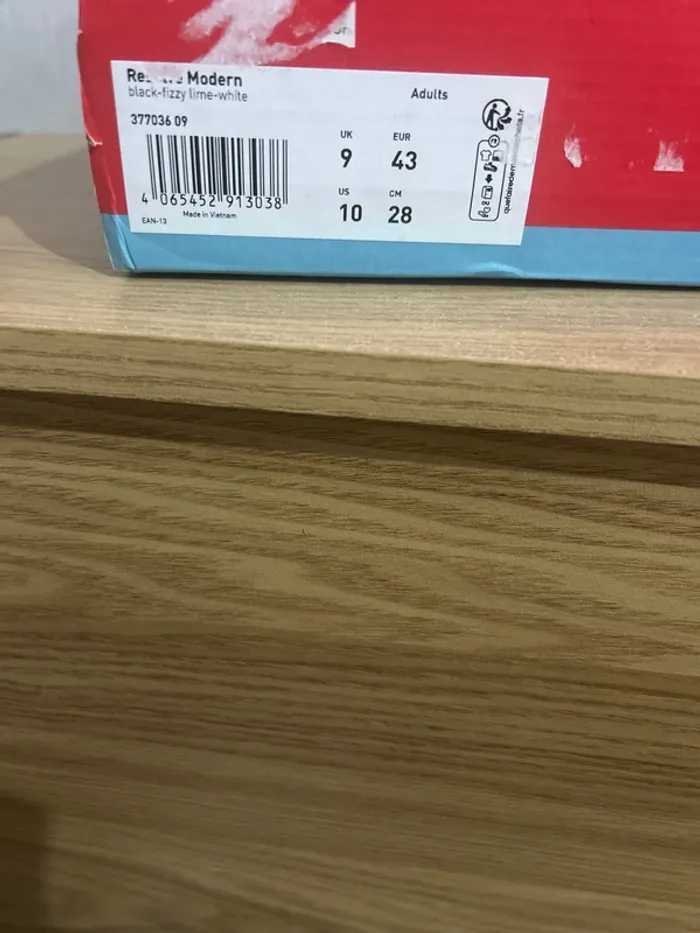 Modern
black-fizzy lime-white
Adults
377036 09
UK
EUR
9
43
US
CM
10
28
4 065452 913038
EAN-13
Made in Vietnam